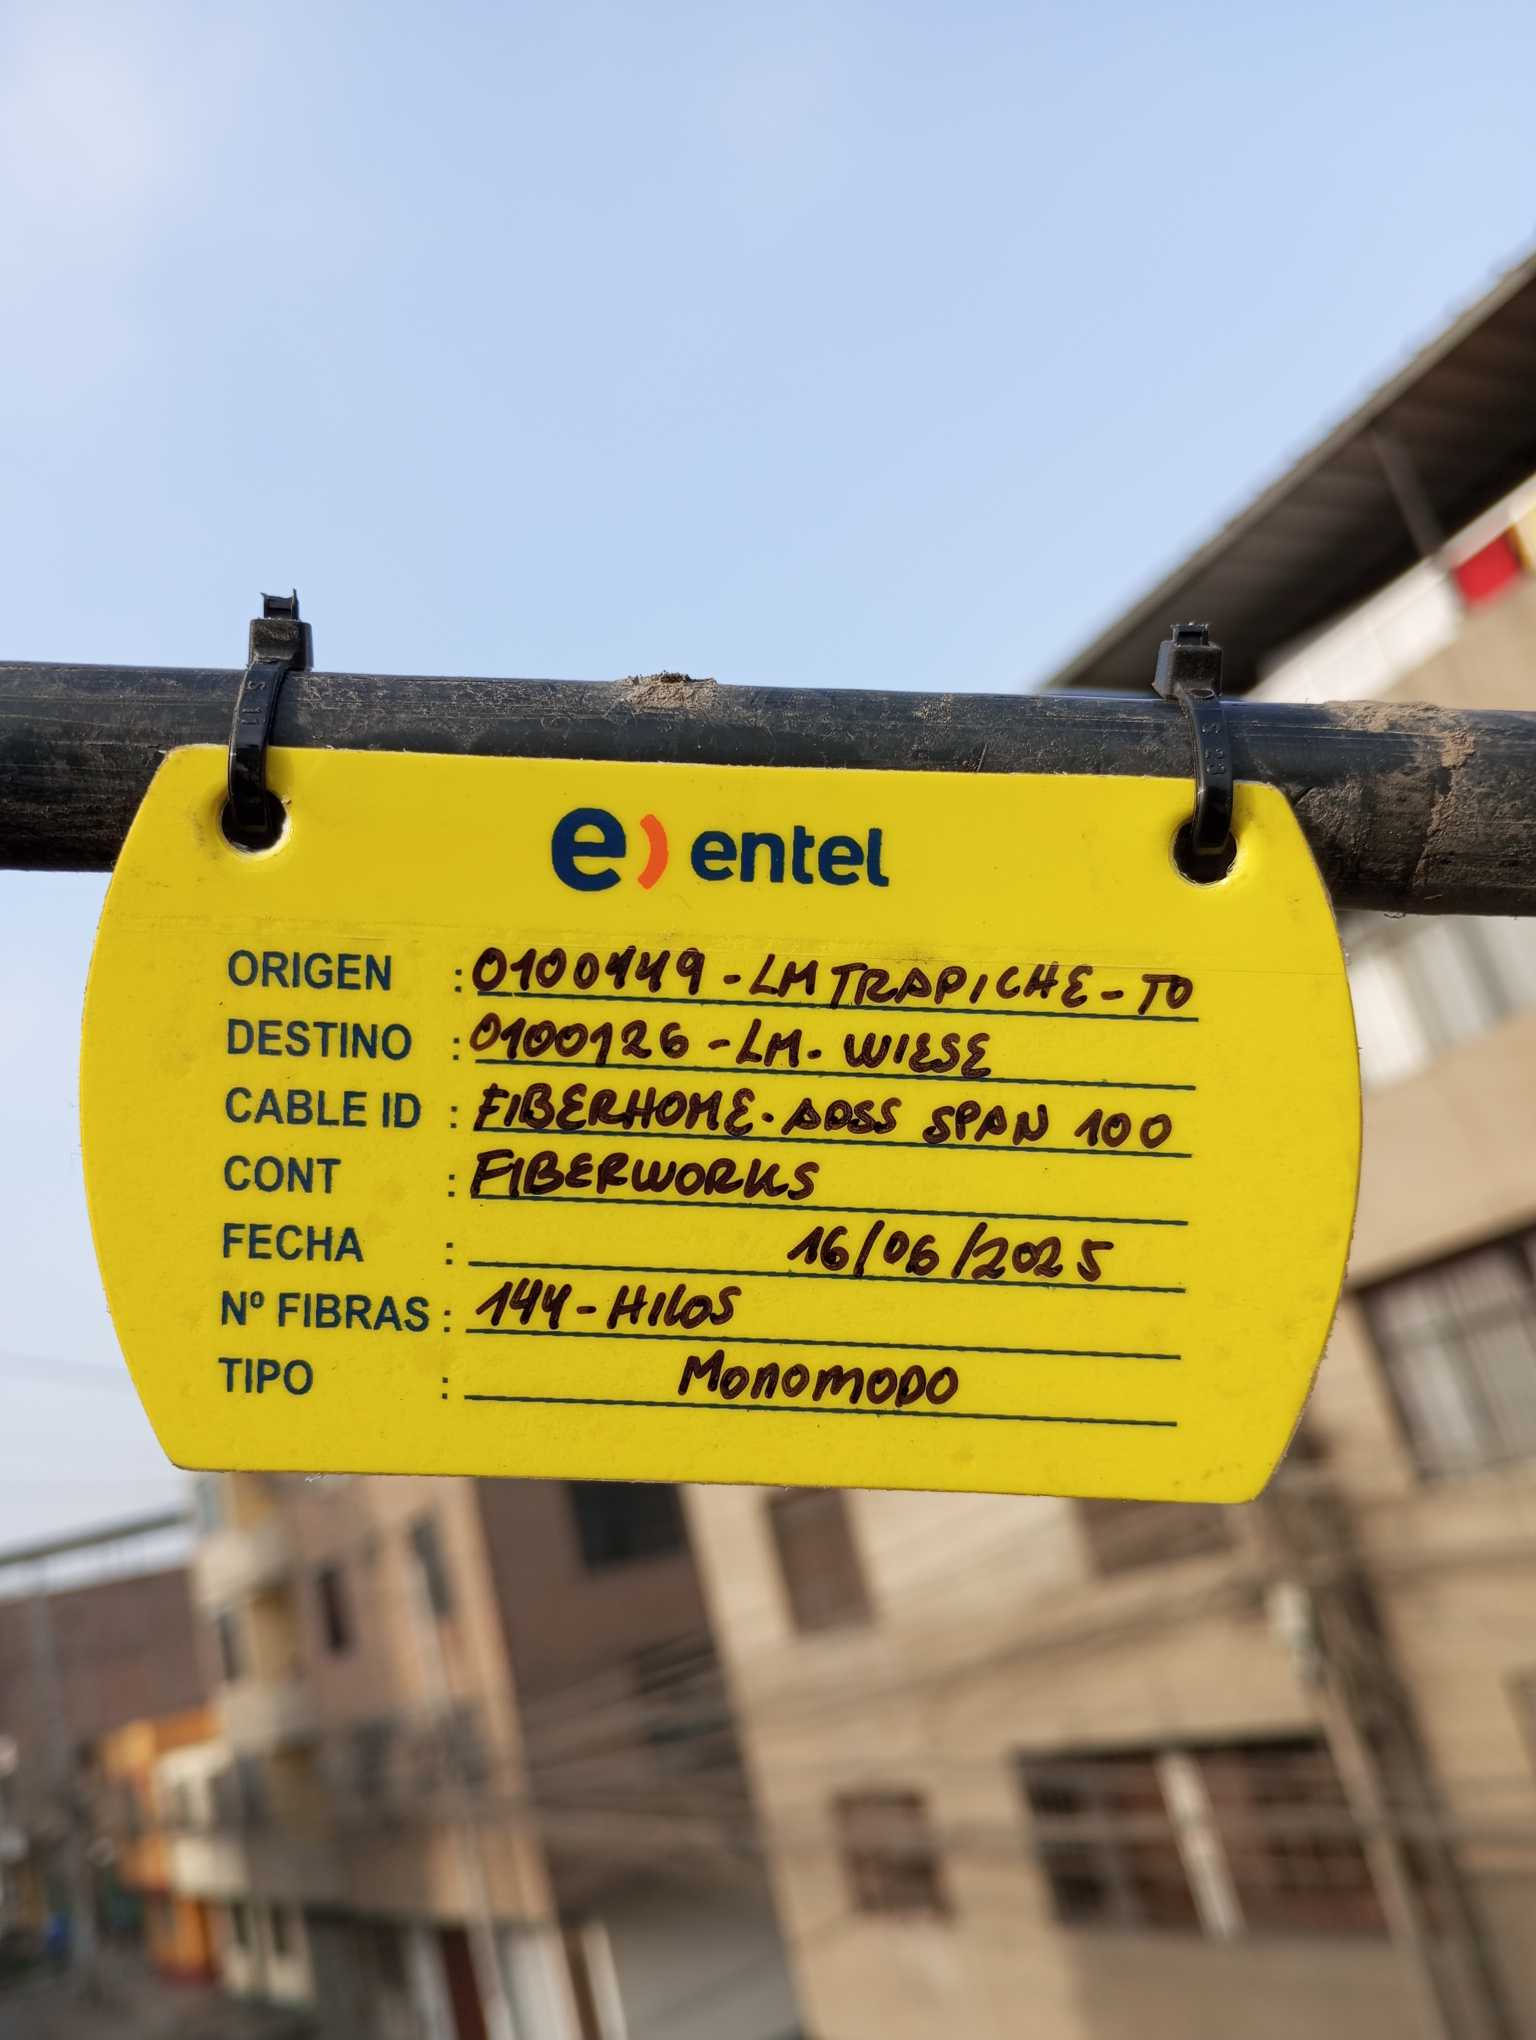 e) entel
ORIGEN : 0100449 - LM TRAPICHE - TO
DESTINO : 0100126 - LM. WIESE
CABLE ID : FIBERHOME. ADSS SPAN 100
CONT : FIBERWORKS
FECHA : 16/06/2025
Nº FIBRAS : 144 - HILOS
TIPO : MONOMODO